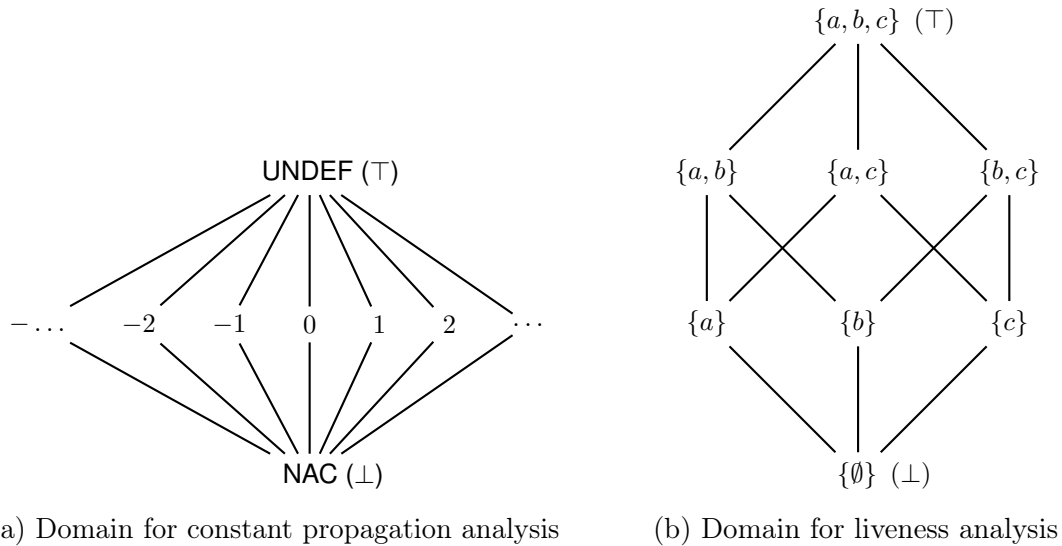 {a, b, c} (⊤)
UNDEF (⊤)
{a, b} {a, c} {b, c}
− … −2 −1 0 1 2 …
{a} {b} {c}
NAC (⊥)
{∅} (⊥)
a) Domain for constant propagation analysis
(b) Domain for liveness analysis